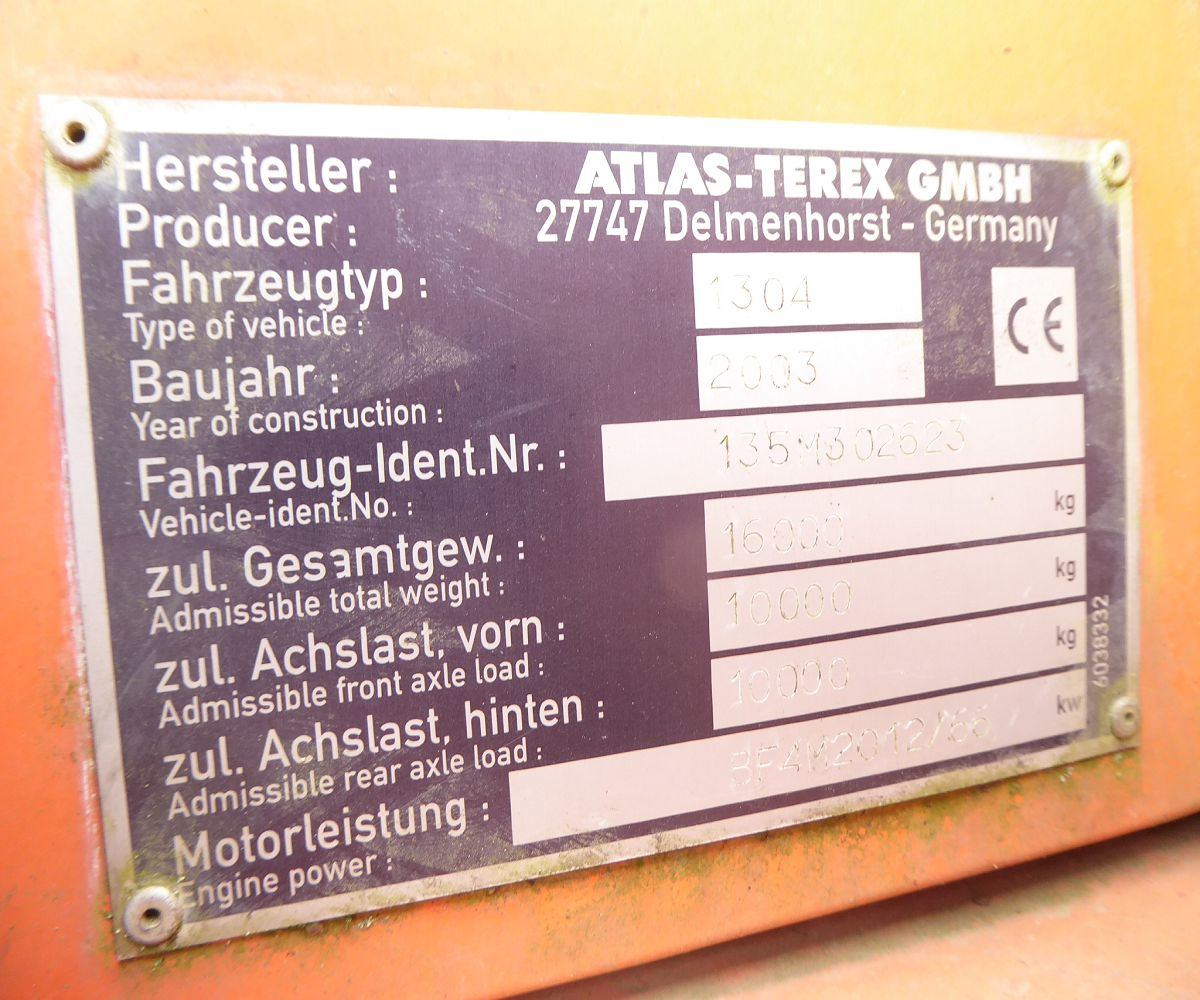 Hersteller : ATLAS-TEREX GMBH
Producer : 27747 Delmenhorst - Germany
Fahrzeugtyp : 1304
Type of vehicle :
CE
Baujahr : 2003
Year of construction :
Fahrzeug-Ident.Nr. : 135M302623
Vehicle-ident.No. :
zul. Gesamtgew. : 16000 kg
Admissible total weight :
zul. Achslast, vorn : 10000 kg
Admissible front axle load :
zul. Achslast, hinten : 10000 kg
Admissible rear axle load :
Motorleistung : BF4M2012/66 kw
Engine power :
6038332